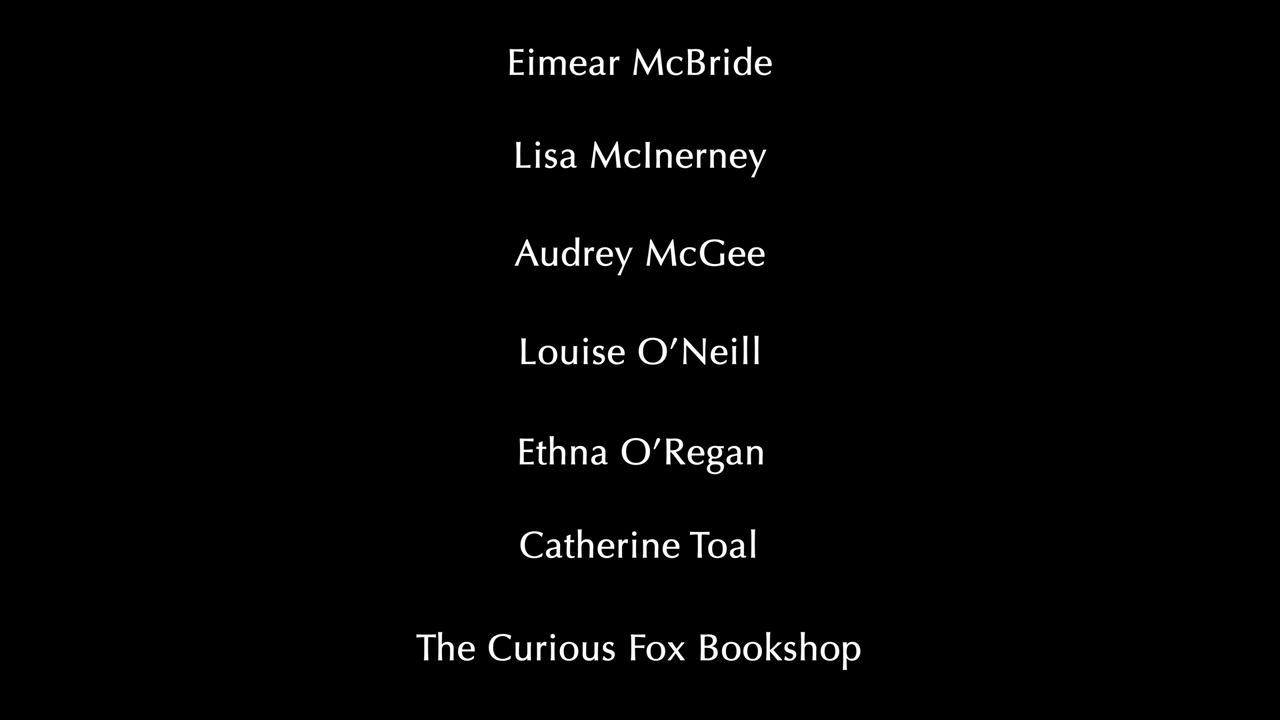 Eimear McBride
Lisa McInerney
Audrey McGee
Louise O’Neill
Ethna O’Regan
Catherine Toal
The Curious Fox Bookshop